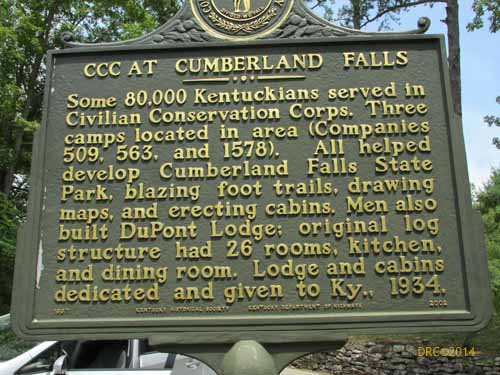 CCC AT CUMBERLAND FALLS
Some 80,000 Kentuckians served in
Civilian Conservation Corps. Three
camps located in area (Companies
509, 563, and 1578). All helped
develop Cumberland Falls State
Park, blazing foot trails, drawing
maps, and erecting cabins. Men also
built DuPont Lodge; original log
structure had 26 rooms, kitchen,
and dining room. Lodge and cabins
dedicated and given to Ky., 1934.
KENTUCKY HISTORICAL SOCIETY KENTUCKY DEPARTMENT OF HIGHWAYS 2002
DRC 2014